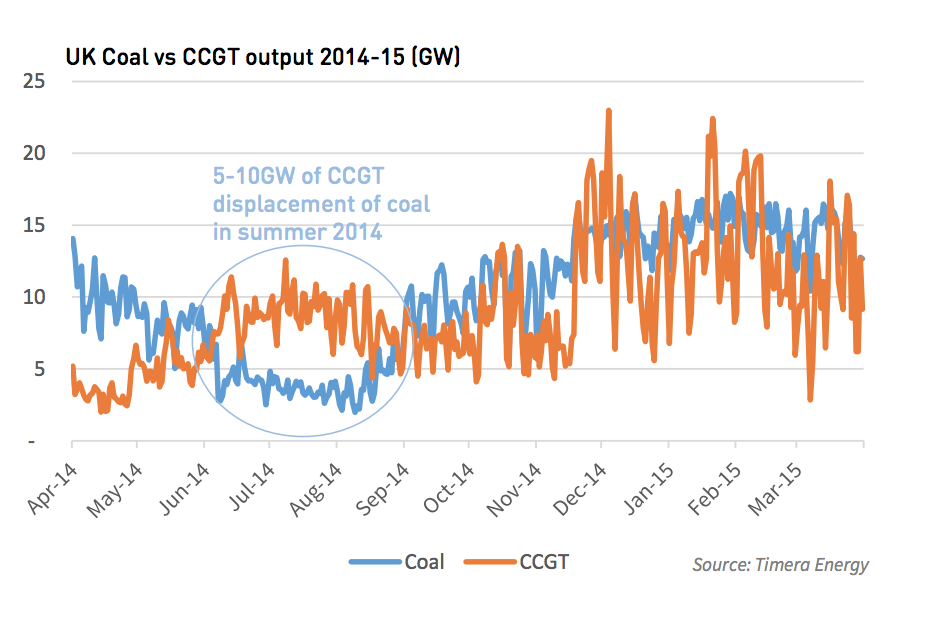 UK Coal vs CCGT output 2014-15 (GW)
25
20
15
10
5
-
5-10GW of CCGT
displacement of coal
in summer 2014
Apr-14
May-14
Jun-14
Jul-14
Aug-14
Sep-14
Oct-14
Nov-14
Dec-14
Jan-15
Feb-15
Mar-15
Coal
CCGT
Source: Timera Energy